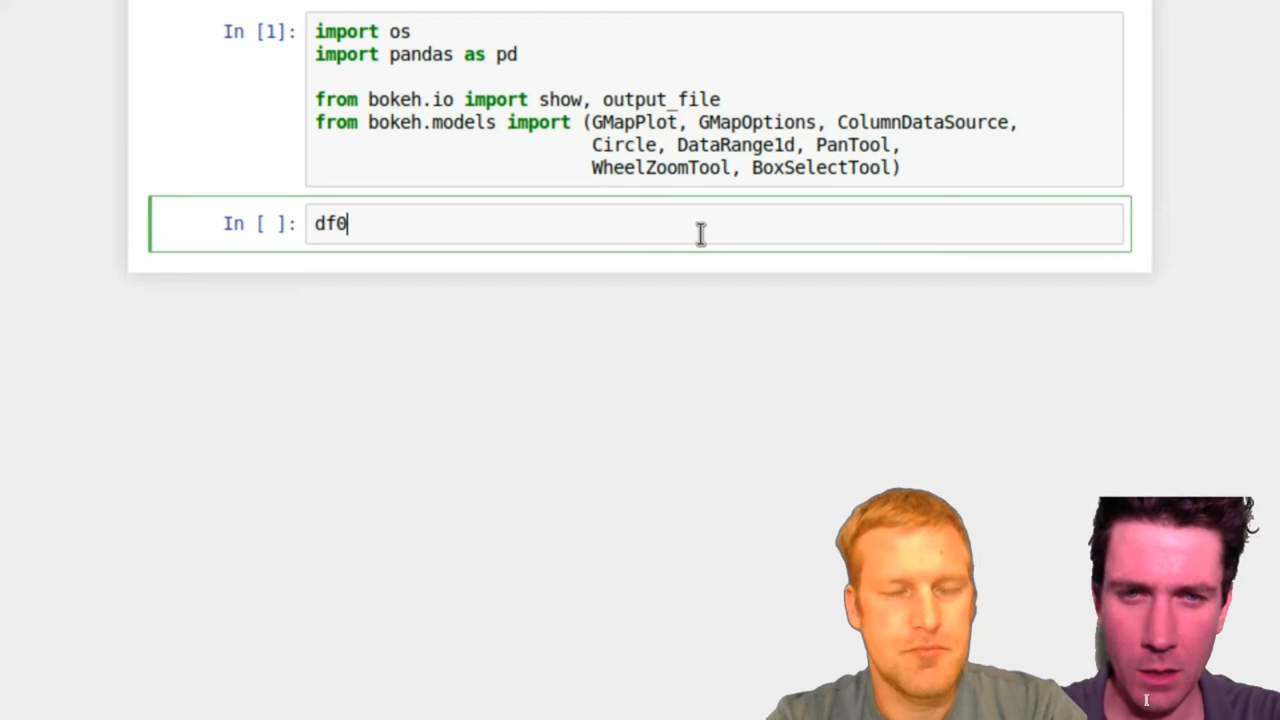 In [1]: import os
import pandas as pd
from bokeh.io import show, output_file
from bokeh.models import (GMapPlot, GMapOptions, ColumnDataSource,
Circle, DataRange1d, PanTool,
WheelZoomTool, BoxSelectTool)
In [ ]: df0